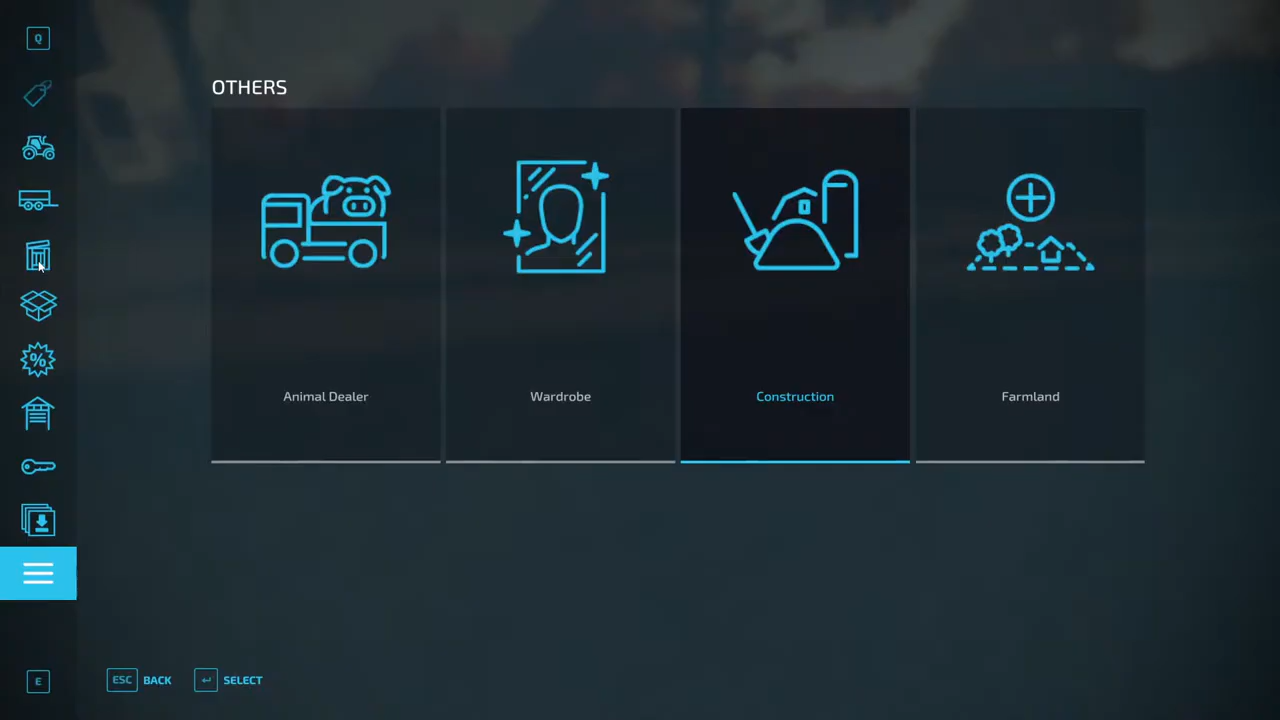 Q
OTHERS
Animal Dealer
Wardrobe
Construction
Farmland
%
E
ESC BACK
SELECT